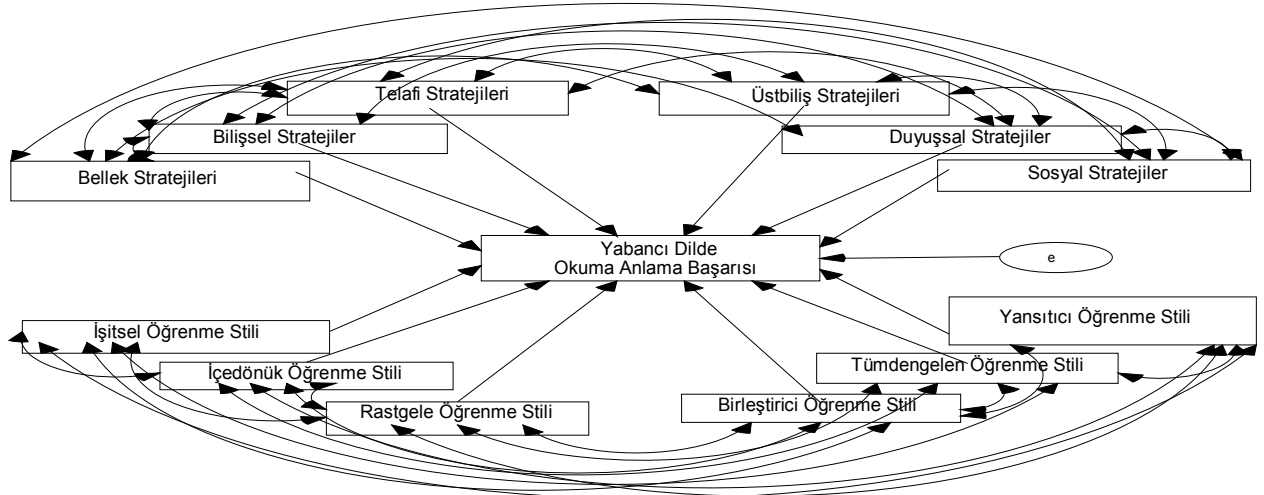 Telafi Stratejileri
Üstbiliş Stratejileri
Bilişsel Stratejiler
Duyuşsal Stratejiler
Bellek Stratejileri
Sosyal Stratejiler
Yabancı Dilde
Okuma Anlama Başarısı
e
İşitsel Öğrenme Stili
Yansıtıcı Öğrenme Stili
İçedönük Öğrenme Stili
Tümdengelen Öğrenme Stili
Rastgele Öğrenme Stili
Birleştirici Öğrenme Stili